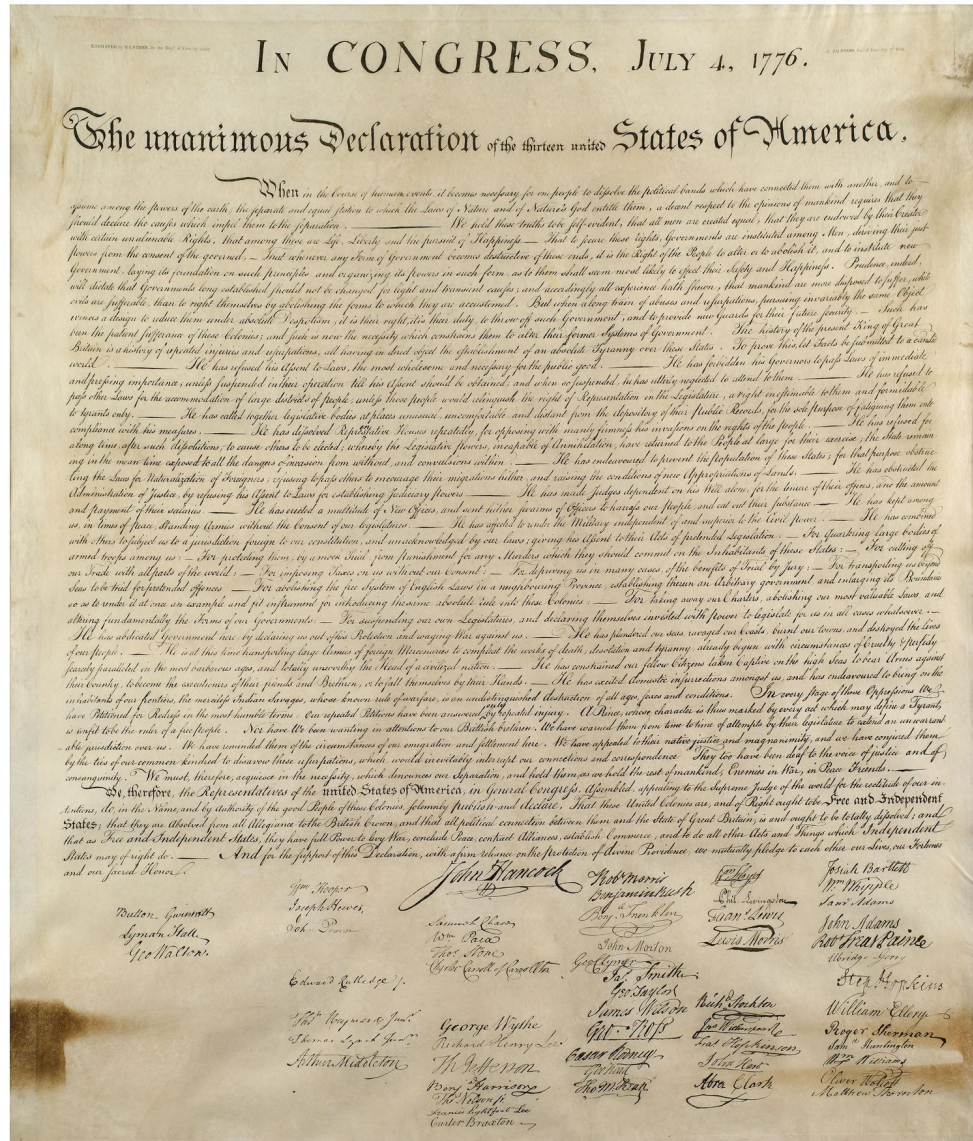 ENGRAVED by W.I.STONE, for the Dept. of State, by order
IN CONGRESS, JULY 4, 1776.
The unanimous Declaration of the thirteen united States of America,
When in the Course of human events, it becomes necessary for one people to dissolve the political bands which have connected them with another, and to
assume among the powers of the earth, the separate and equal station to which the Laws of Nature and of Nature's God entitle them, a decent respect to the opinions of mankind requires that they
should declare the causes which impel them to the separation. — We hold these truths to be self-evident, that all men are created equal, that they are endowed by their Creator
with certain unalienable Rights, that among these are Life, Liberty and the pursuit of Happiness. — That to secure these rights, Governments are instituted among Men, deriving their just
powers from the consent of the governed, — That whenever any Form of Government becomes destructive of these ends, it is the Right of the People to alter or to abolish it, and to institute new
Government, laying its foundation on such principles and organizing its powers in such form, as to them shall seem most likely to effect their Safety and Happiness. Prudence, indeed,
will dictate that Governments long established should not be changed for light and transient causes; and accordingly all experience hath shewn, that mankind are more disposed to suffer, while
evils are sufferable, than to right themselves by abolishing the forms to which they are accustomed. But when a long train of abuses and usurpations, pursuing invariably the same Object
evinces a design to reduce them under absolute Despotism, it is their right, it is their duty, to throw off such Government, and to provide new Guards for their future security. — Such has
been the patient sufferance of these Colonies; and such is now the necessity which constrains them to alter their former Systems of Government. The history of the present King of Great
Britain is a history of repeated injuries and usurpations, all having in direct object the establishment of an absolute Tyranny over these States. To prove this, let Facts be submitted to a candid
world. — He has refused his Assent to Laws, the most wholesome and necessary for the public good. — He has forbidden his Governors to pass Laws of immediate
and pressing importance, unless suspended in their operation till his Assent should be obtained; and when so suspended, he has utterly neglected to attend to them. — He has refused to
pass other Laws for the accommodation of large districts of people, unless those people would relinquish the right of Representation in the Legislature, a right inestimable to them and formidable
to tyrants only. — He has called together legislative bodies at places unusual, uncomfortable, and distant from the depository of their public Records, for the sole purpose of fatiguing them into
compliance with his measures. — He has dissolved Representative Houses repeatedly, for opposing with manly firmness his invasions on the rights of the people. — He has refused for
a long time, after such dissolutions, to cause others to be elected; whereby the Legislative powers, incapable of Annihilation, have returned to the People at large for their exercise; the State remain-
ing in the mean time exposed to all the dangers of invasion from without, and convulsions within. — He has endeavoured to prevent the population of these States; for that purpose obstruc-
ting the Laws for Naturalization of Foreigners; refusing to pass others to encourage their migrations hither, and raising the conditions of new Appropriations of Lands. — He has obstructed the
Administration of Justice, by refusing his Assent to Laws for establishing Judiciary powers. — He has made Judges dependent on his Will alone, for the tenure of their offices, and the amount
and payment of their salaries. — He has erected a multitude of New Offices, and sent hither swarms of Officers to harass our people, and eat out their substance. — He has kept among
us, in times of peace, Standing Armies without the Consent of our legislatures. — He has affected to render the Military independent of and superior to the Civil power. — He has combined
with others to subject us to a jurisdiction foreign to our constitution, and unacknowledged by our laws; giving his Assent to their Acts of pretended Legislation: — For Quartering large bodies of
armed troops among us: — For protecting them, by a mock Trial, from punishment for any Murders which they should commit on the Inhabitants of these States: — For cutting off
our Trade with all parts of the world: — For imposing Taxes on us without our Consent: — For depriving us in many cases, of the benefits of Trial by Jury: — For transporting us beyond
Seas to be tried for pretended offences — For abolishing the free System of English Laws in a neighbouring Province, establishing therein an Arbitrary government, and enlarging its Boundaries
so as to render it at once an example and fit instrument for introducing the same absolute rule into these Colonies: — For taking away our Charters, abolishing our most valuable Laws, and
altering fundamentally the Forms of our Governments: — For suspending our own Legislatures, and declaring themselves invested with power to legislate for us in all cases whatsoever. —
He has abdicated Government here, by declaring us out of his Protection and waging War against us. — He has plundered our seas, ravaged our Coasts, burnt our towns, and destroyed the Lives
of our people. — He is at this time transporting large Armies of foreign Mercenaries to compleat the works of death, desolation and tyranny, already begun with circumstances of Cruelty & perfidy
scarcely paralleled in the most barbarous ages, and totally unworthy the Head of a civilized nation. — He has constrained our fellow Citizens taken Captive on the high Seas to bear Arms against
their Country, to become the executioners of their friends and Brethren, or to fall themselves by their Hands. — He has excited domestic insurrections amongst us, and has endeavoured to bring on the
inhabitants of our frontiers, the merciless Indian Savages, whose known rule of warfare, is an undistinguished destruction of all ages, sexes and conditions. In every stage of these Oppressions We
have Petitioned for Redress in the most humble terms: Our repeated Petitions have been answered only by repeated injury. A Prince, whose character is thus marked by every act which may define a Tyrant,
is unfit to be the ruler of a free people. Nor have We been wanting in attentions to our Brittish brethren. We have warned them from time to time of attempts by their legislature to extend an unwarrant-
able jurisdiction over us. We have reminded them of the circumstances of our emigration and settlement here. We have appealed to their native justice and magnanimity, and we have conjured them
by the ties of our common kindred to disavow these usurpations, which, would inevitably interrupt our connections and correspondence. They too have been deaf to the voice of justice and of
consanguinity. We must, therefore, acquiesce in the necessity, which denounces our Separation, and hold them, as we hold the rest of mankind, Enemies in War, in Peace Friends. —
We, therefore, the Representatives of the united States of America, in General Congress, Assembled, appealing to the Supreme Judge of the world for the rectitude of our in-
tentions, do, in the Name, and by Authority of the good People of these Colonies, solemnly publish and declare, That these United Colonies are, and of Right ought to be Free and Independent
States; that they are Absolved from all Allegiance to the British Crown, and that all political connection between them and the State of Great Britain, is and ought to be totally dissolved; and
that as Free and Independent States, they have full Power to levy War, conclude Peace, contract Alliances, establish Commerce, and to do all other Acts and Things which Independent
States may of right do. — And for the support of this Declaration, with a firm reliance on the protection of divine Providence, we mutually pledge to each other our Lives, our Fortunes
and our sacred Honor.
Button Gwinnett
Lyman Hall
Geo Walton.
Wm Hooper
Joseph Hewes,
John Penn
Edward Rutledge /.
Thos Heyward Junr.
Thomas Lynch Junr.
Arthur Middleton
John Hancock
Samuel Chase
Wm Paca
Thos Stone
Charles Carroll of Carrollton
George Wythe
Richard Henry Lee
Th Jefferson
Benj Harrison
Thos Nelson jr.
Francis Lightfoot Lee
Carter Braxton
Robt Morris
Benjamin Rush
Benja Franklin
John Morton
Geo Clymer
Jas. Smith
Geo. Taylor
James Wilson
Geo. Ross
Caesar Rodney
Geo Read
Tho M:Kean
Wm Floyd
Phil. Livingston
Frans. Lewis
Lewis Morris
Richd. Stockton
Jno Witherspoon
Fras. Hopkinson
John Hart
Abra Clark
Josiah Bartlett
Wm Whipple
Saml Adams
John Adams
Robt Treat Paine
Elbridge Gerry
Step. Hopkins
William Ellery
Roger Sherman
Saml Huntington
Wm Williams
Oliver Wolcott
Matthew Thornton